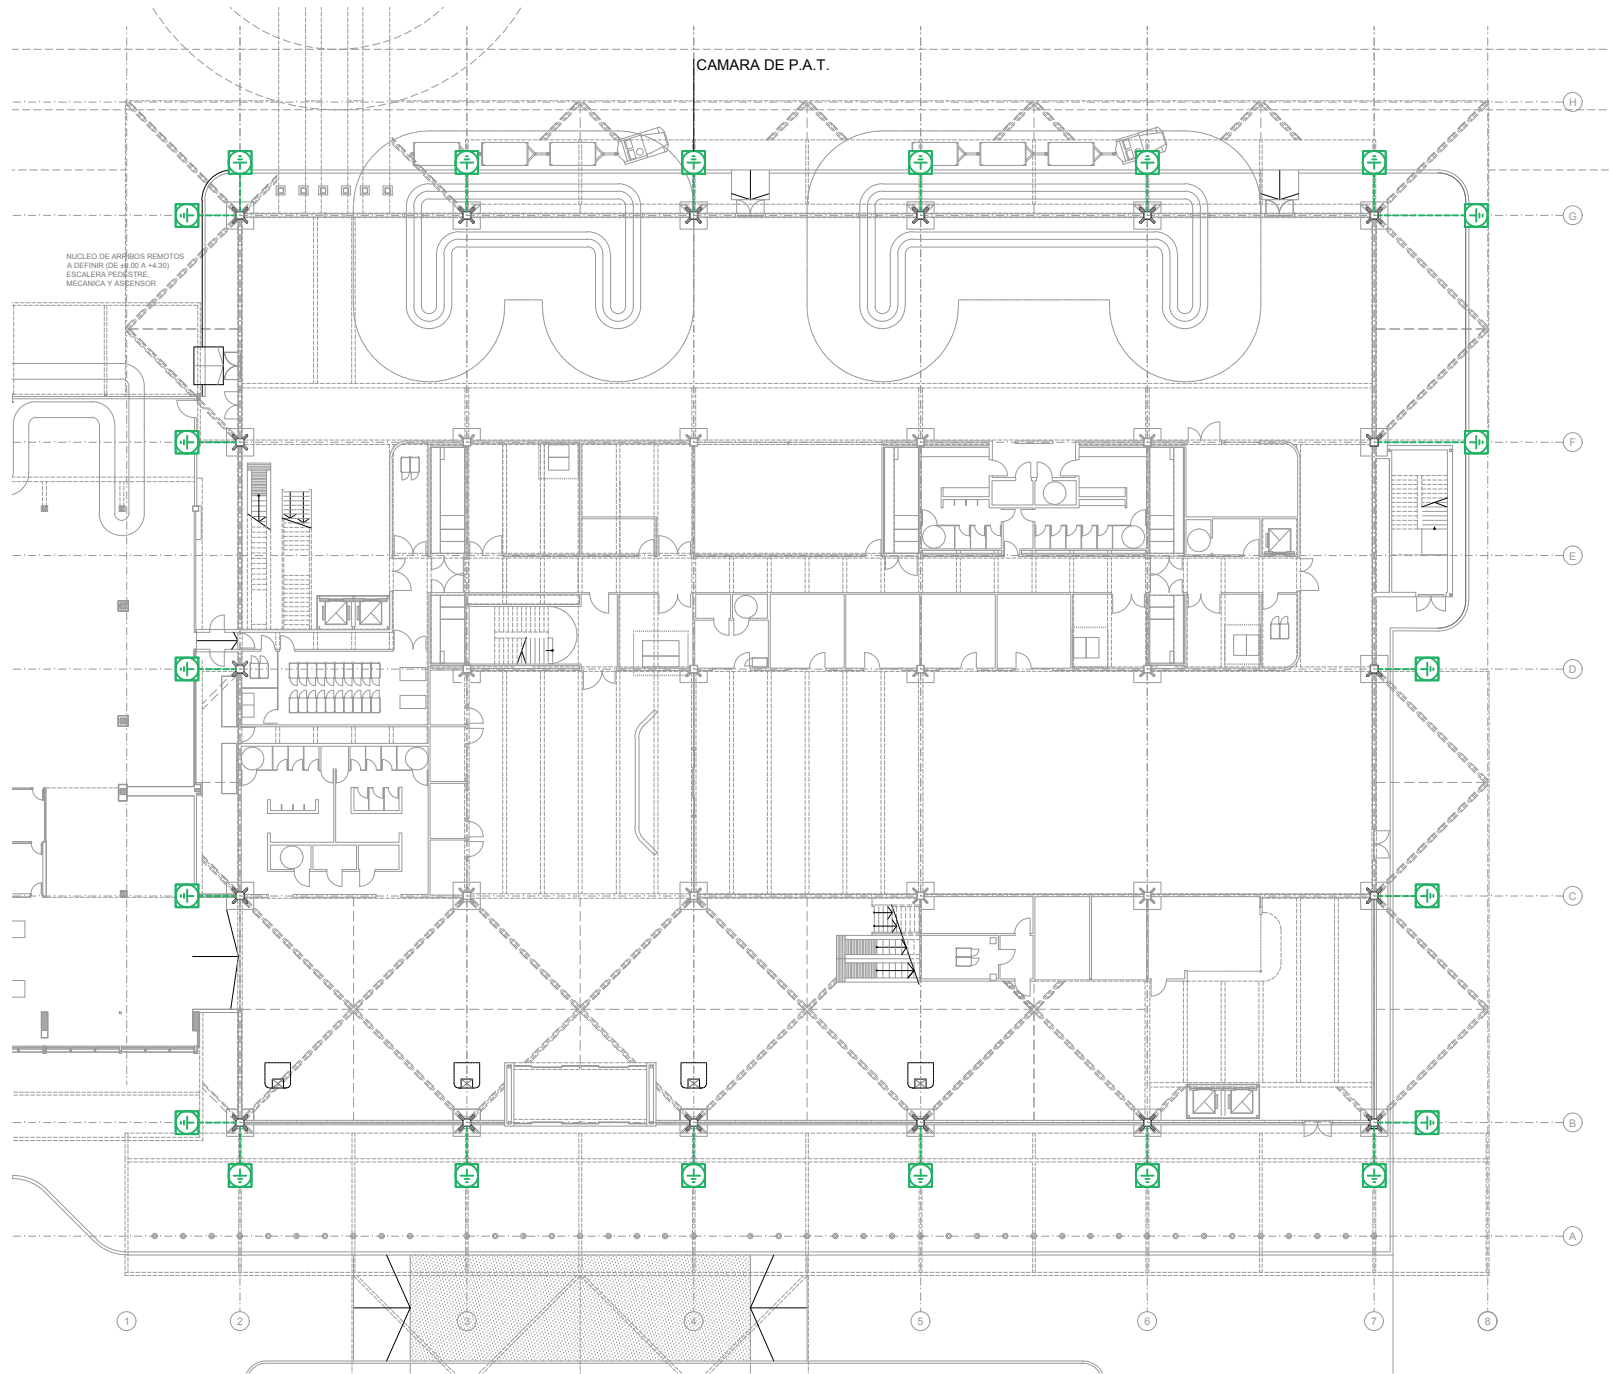 CAMARA DE P.A.T.
H
G
NUCLEO DE ARRIBOS REMOTOS
A DEFINIR (DE ±0.00 A +4.30)
ESCALERA PEDESTRE,
MECANICA Y ASCENSOR
F
E
D
C
B
A
1
2
3
4
5
6
7
8